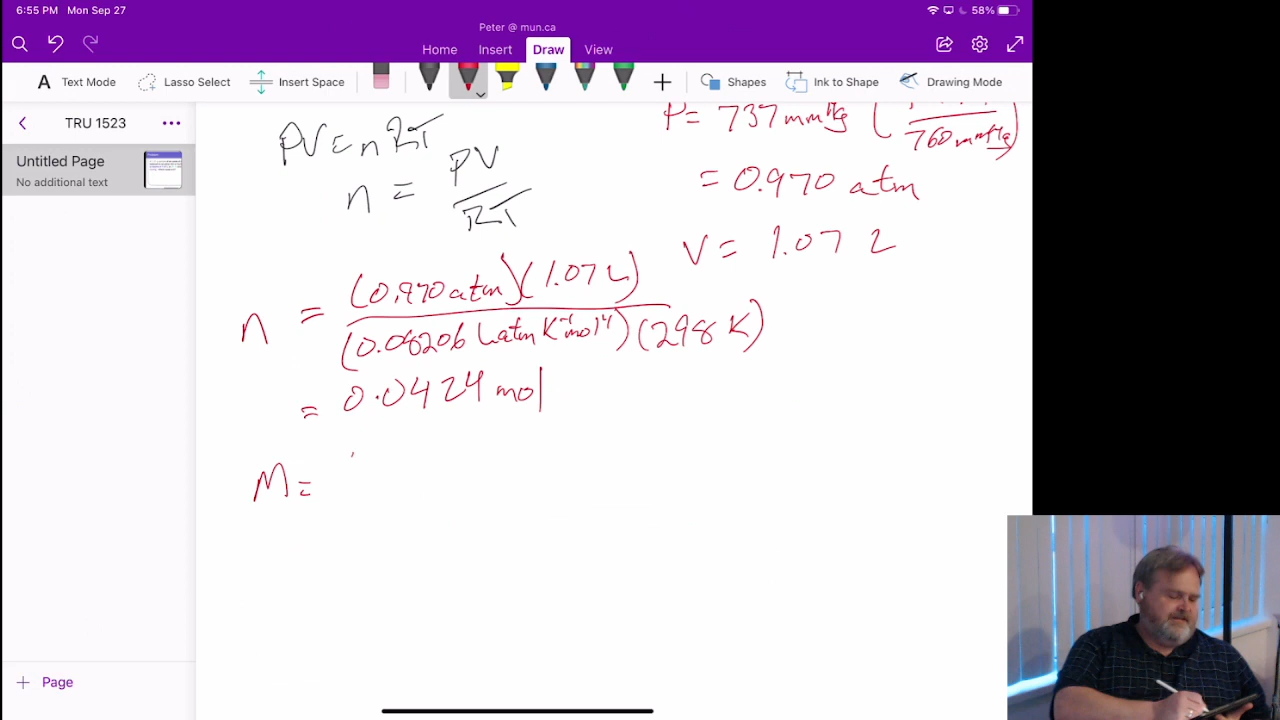 6:55 PM Mon Sep 27
58%
Peter @ mun.ca
Home Insert Draw View
Text Mode Lasso Select Insert Space Shapes Ink to Shape Drawing Mode
TRU 1523
Untitled Page
No additional text
Page
PV = nRT
n = PV / RT
P = 737 mmHg ( / 760 mmHg)
= 0.970 atm
V = 1.07 L
n = (0.970 atm)(1.07 L)
(0.08206 L atm K⁻¹ mol⁻¹)(298 K)
= 0.0424 mol
M =